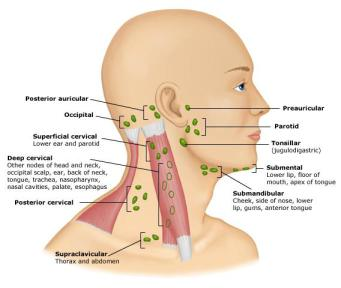 Posterior auricular
Occipital
Superficial cervical
Lower ear and parotid
Deep cervical
Other nodes of head and neck,
occipital scalp, ear, back of neck,
tongue, trachea, nasopharynx,
nasal cavities, palate, esophagus
Posterior cervical
Supraclavicular
Thorax and abdomen
Preauricular
Parotid
Tonsillar
(jugulodigastric)
Submental
Lower lip, floor of
mouth, apex of tongue
Submandibular
Cheek, side of nose, lower
lip, gums, anterior tongue